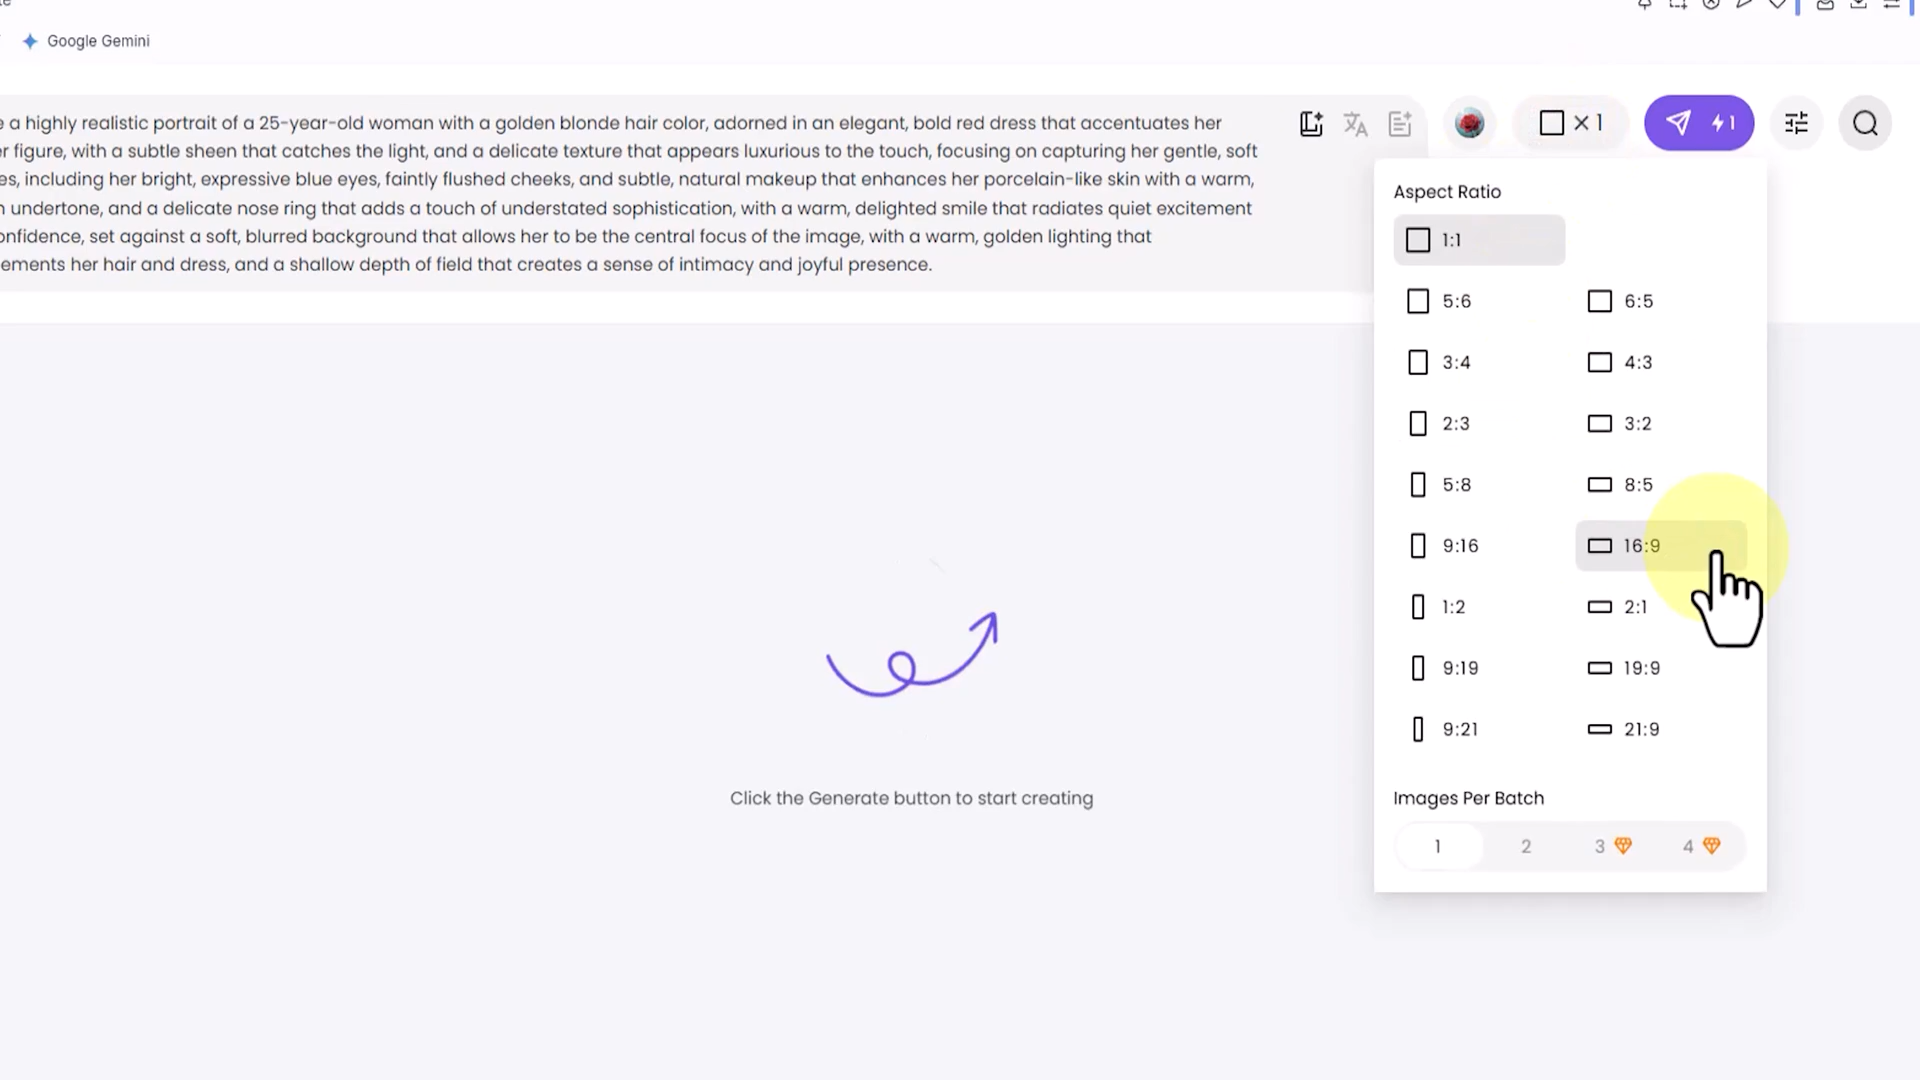 Google Gemini
a highly realistic portrait of a 25-year-old woman with a golden blonde hair color, adorned in an elegant, bold red dress that accentuates her
figure, with a subtle sheen that catches the light, and a delicate texture that appears luxurious to the touch, focusing on capturing her gentle, soft
including her bright, expressive blue eyes, faintly flushed cheeks, and subtle, natural makeup that enhances her porcelain-like skin with a warm,
undertone, and a delicate nose ring that adds a touch of understated sophistication, with a warm, delighted smile that radiates quiet excitement
onfidence, set against a soft, blurred background that allows her to be the central focus of the image, with a warm, golden lighting that
ements her hair and dress, and a shallow depth of field that creates a sense of intimacy and joyful presence.
× 1
1
Aspect Ratio
1:1
5:6
6:5
3:4
4:3
2:3
3:2
5:8
8:5
9:16
16:9
1:2
2:1
9:19
19:9
9:21
21:9
Click the Generate button to start creating
Images Per Batch
1
2
3
4